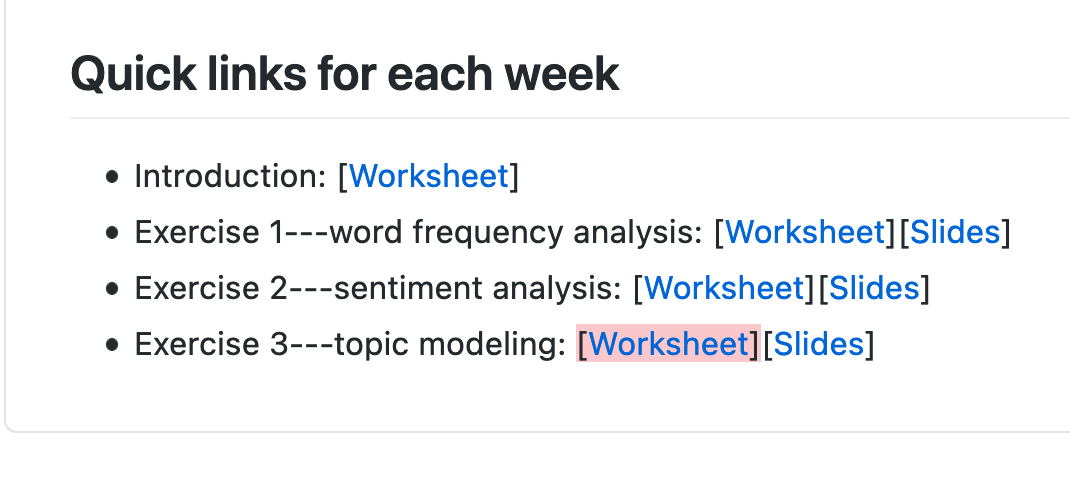 Quick links for each week
Introduction: [Worksheet]
Exercise 1---word frequency analysis: [Worksheet][Slides]
Exercise 2---sentiment analysis: [Worksheet][Slides]
Exercise 3---topic modeling: [Worksheet][Slides]